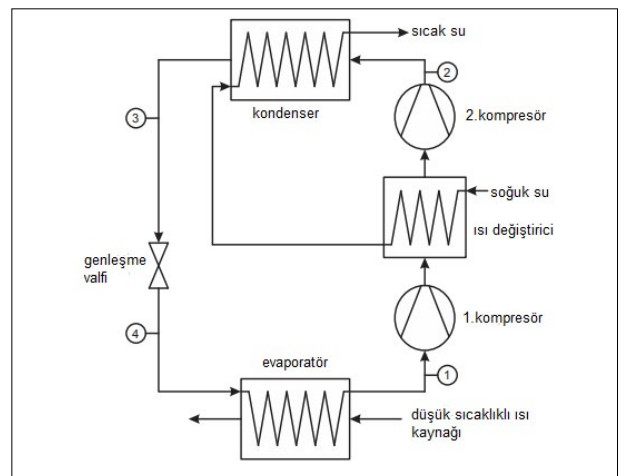 sıcak su
2
kondenser
3
2.kompresör
soğuk su
ısı değiştirici
genleşme
valfi
1.kompresör
4
evaporatör
1
düşük sıcaklıklı ısı
kaynağı